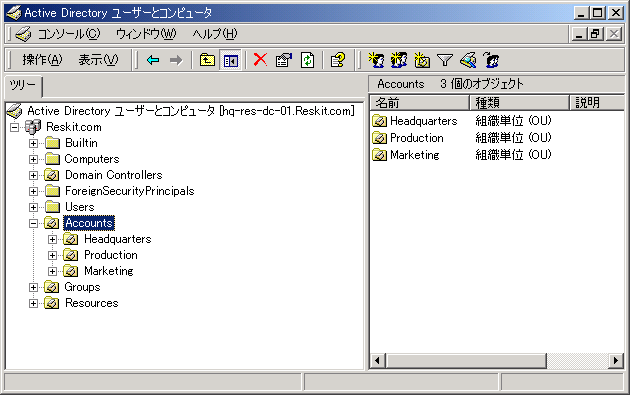 Active Directory ユーザーとコンピュータ
コンソール(C) ウィンドウ(W) ヘルプ(H)
操作(A) 表示(V)
ツリー
Active Directory ユーザーとコンピュータ [hq-res-dc-01.Reskit.com]
Reskit.com
Builtin
Computers
Domain Controllers
ForeignSecurityPrincipals
Users
Accounts
Headquarters
Production
Marketing
Groups
Resources
Accounts 3 個のオブジェクト
名前 種類 説明
Headquarters 組織単位 (OU)
Production 組織単位 (OU)
Marketing 組織単位 (OU)